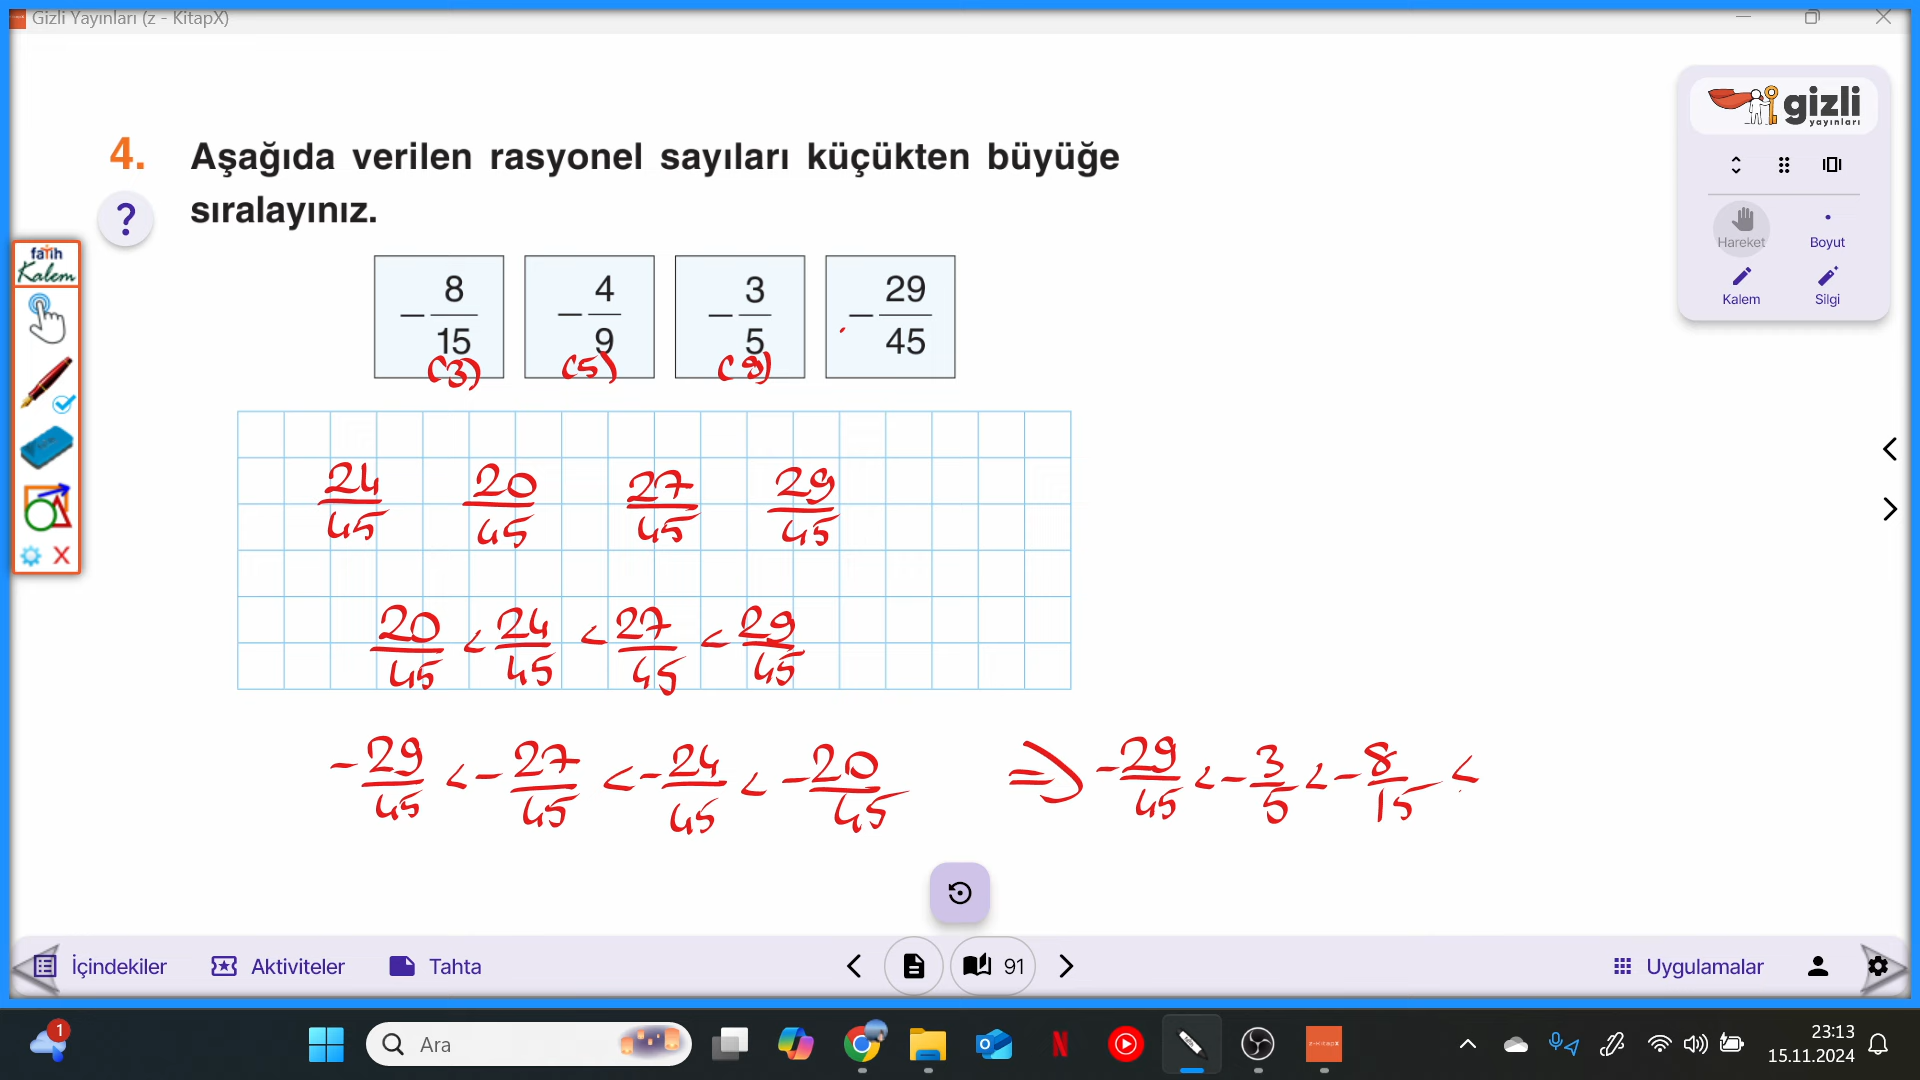 Gizli Yayınları (z - KitapX)
gizli
yayınları
4. Aşağıda verilen rasyonel sayıları küçükten büyüğe
sıralayınız.
?
fatih
Kalem
Hareket
Boyut
Kalem
Silgi
- 8/15 - 4/9 - 3/5 - 29/45
(3) (5) (9)
24/45 20/45 27/45 29/45
20/45 < 24/45 < 27/45 < 29/45
-29/45 < -27/45 < -24/45 < -20/45 ⇒ -29/45 < -3/5 < -8/15 <
İçindekiler Aktiviteler Tahta 91 Uygulamalar
1
Ara
23:13
15.11.2024